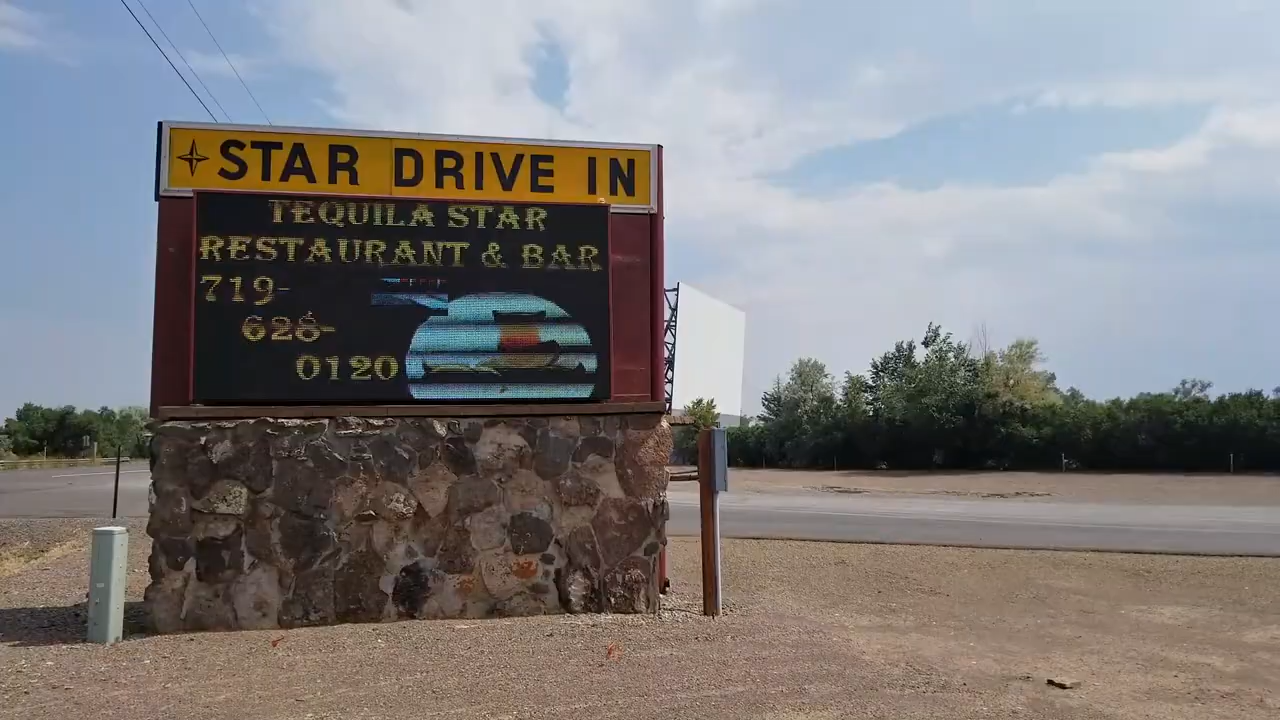 STAR DRIVE IN
TEQUILA STAR
RESTAURANT & BAR
719-
628-
0120